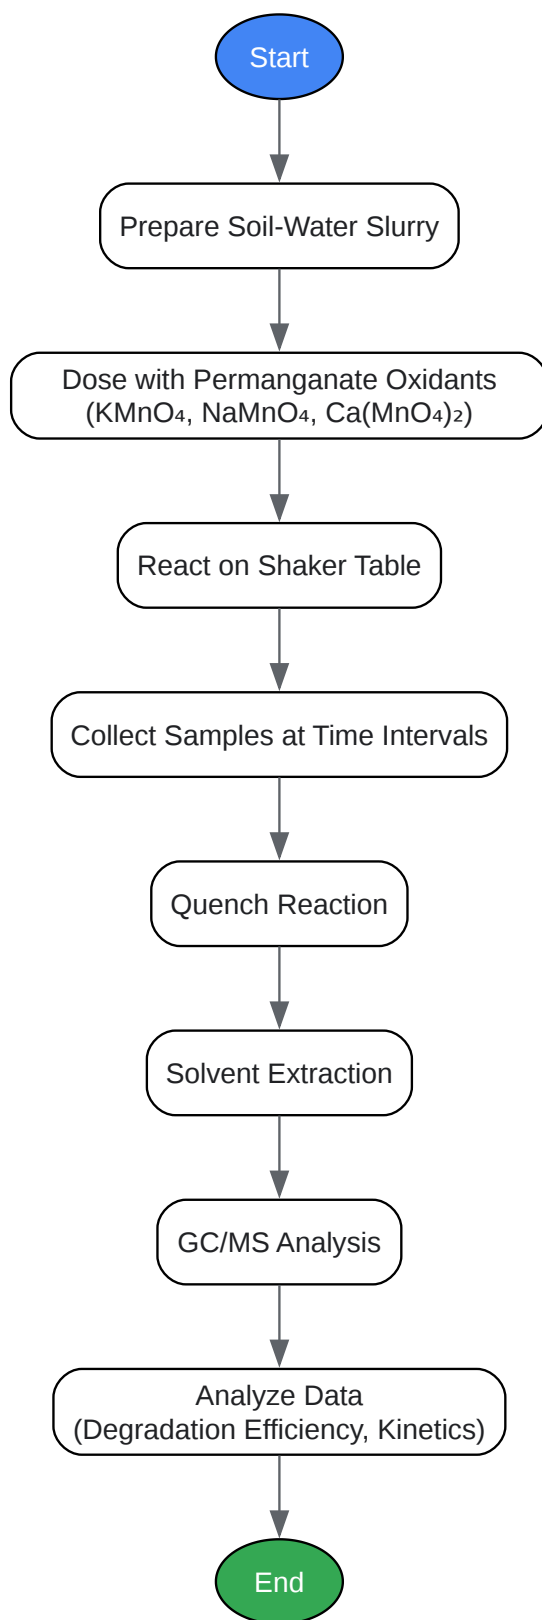 Start
Prepare Soil-Water Slurry
Dose with Permanganate Oxidants
(KMnO₄, NaMnO₄, Ca(MnO₄)₂)
React on Shaker Table
Collect Samples at Time Intervals
Quench Reaction
Solvent Extraction
GC/MS Analysis
Analyze Data
(Degradation Efficiency, Kinetics)
End